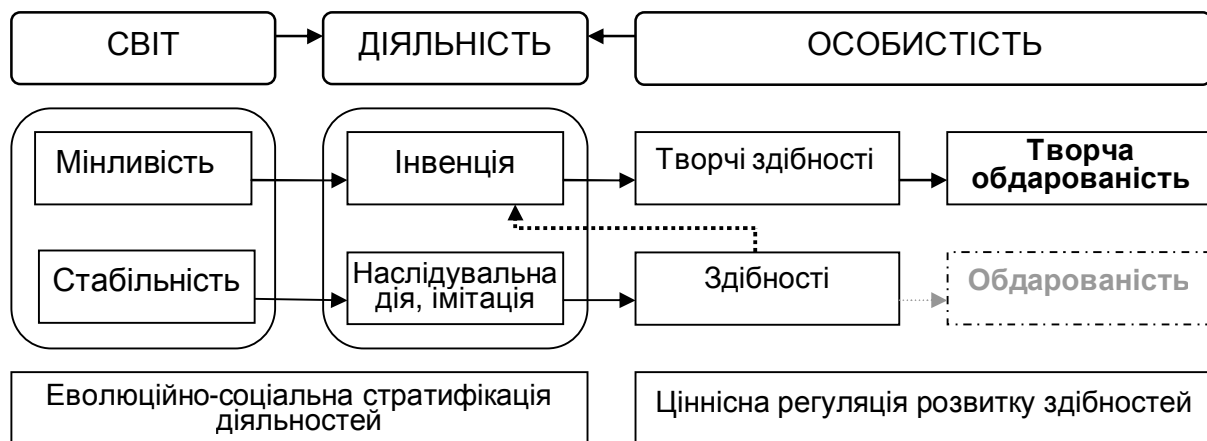 СВІТ
ДІЯЛЬНІСТЬ
ОСОБИСТІСТЬ
Мінливість
Інвенція
Творчі здібності
Творча
обдарованість
Стабільність
Наслідувальна
дія, імітація
Здібності
Обдарованість
Еволюційно-соціальна стратифікація
діяльностей
Ціннісна регуляція розвитку здібностей